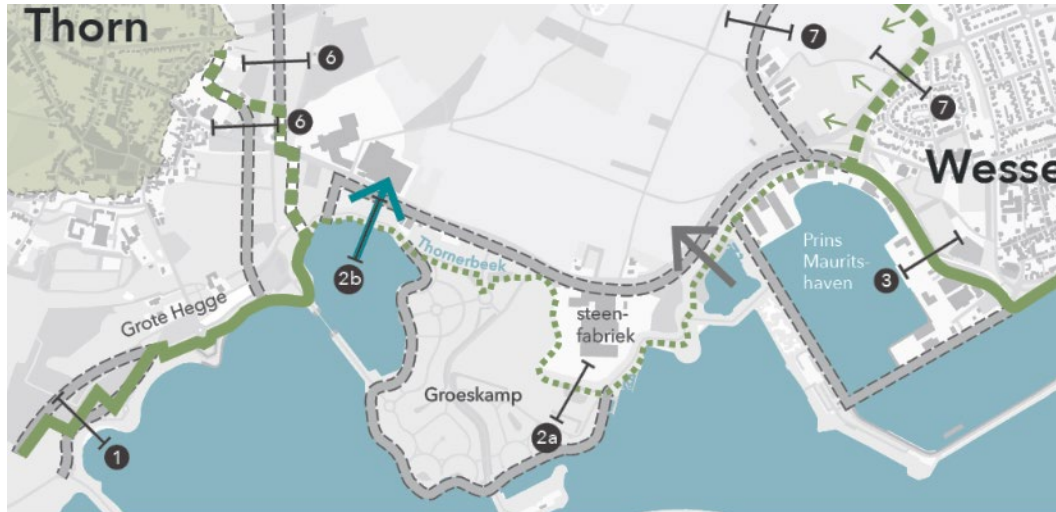 Thorn
6
6
7
7
Wesse
2b
Thornerbeek
Prins
Maurits-
haven
3
Grote Hegge
steen-
fabriek
Groeskamp
2a
1